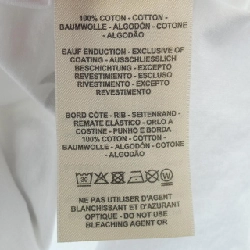 100% COTON - COTTON -
BAUMWOLLE - ALGODÓN - COTONE
- ALGODÃO
SAUF ENDUCTION - EXCLUSIVE OF
COATING - AUSSCHLIESSLICH
BESCHICHTUNG - EXCEPTO
REVESTIMIENTO - ESCLUSO
RIVESTIMENTO - EXCEPTO
REVESTIMENTO
BORD CÔTE - RIB - SEITENRAND -
REMATE ELÁSTICO - ORLO A
COSTINE - PUNHO E BORDA
100% COTON - COTTON -
BAUMWOLLE - ALGODÓN - COTONE
- ALGODÃO
NE PAS UTILISER D'AGENT
BLANCHISSANT ET D'AZURANT
OPTIQUE - DO NOT USE
BLEACHING AGENT OR